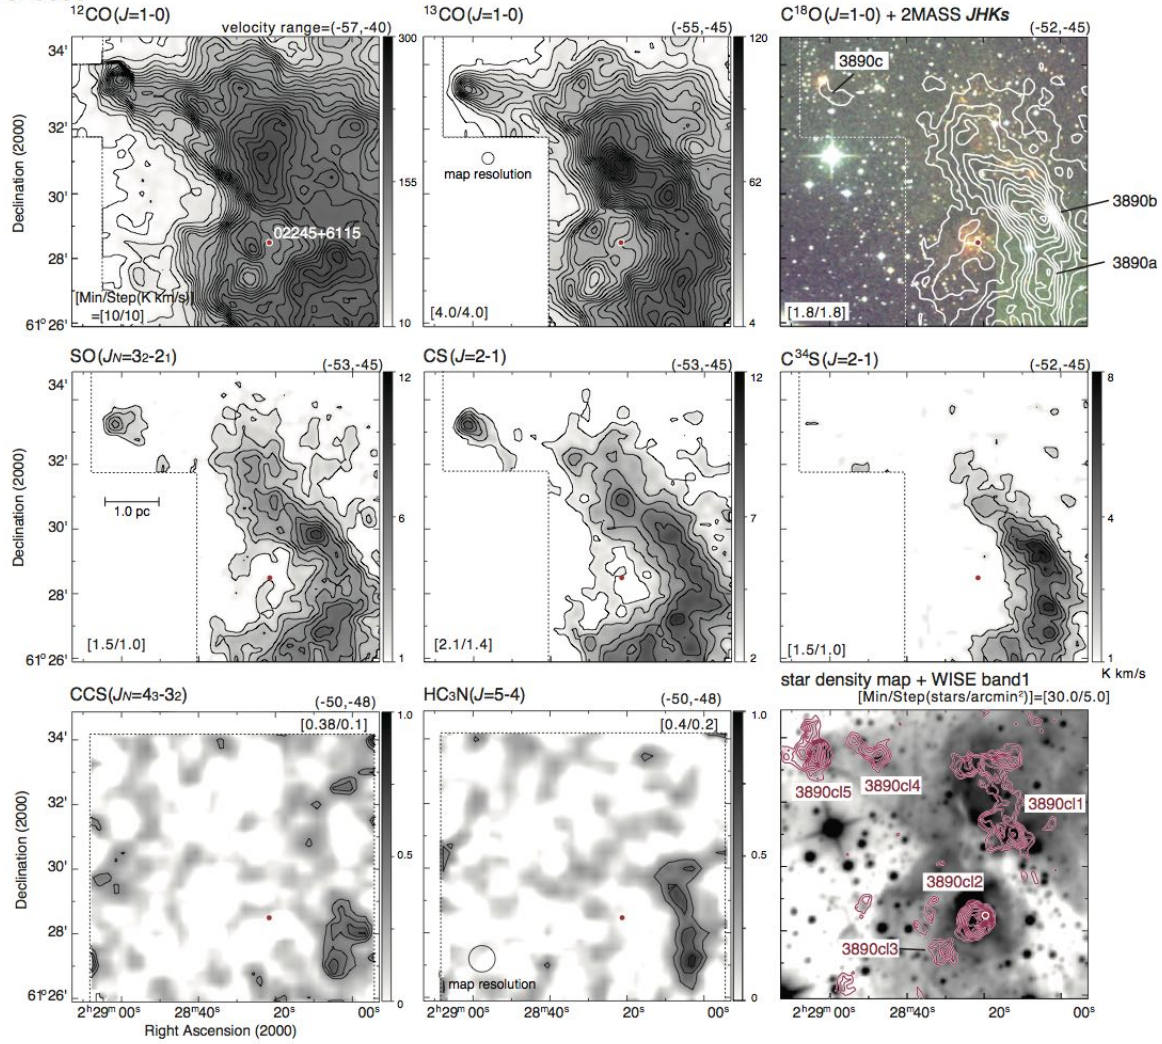 ¹²CO(J=1-0)
velocity range=(-57,-40)
34'
32'
30'
28'
61° 26'
Declination (2000)
02245+6115
[Min/Step(K km/s)]
=[10/10]
300
155
10
¹³CO(J=1-0)
(-55,-45)
map resolution
[4.0/4.0]
120
62
4
C¹⁸O(J=1-0) + 2MASS JHKs
(-52,-45)
3890c
3890b
3890a
[1.8/1.8]
SO(J_N=3₂-2₁)
(-53,-45)
34'
32'
30'
28'
61° 26'
Declination (2000)
1.0 pc
[1.5/1.0]
12
6
1
CS(J=2-1)
(-53,-45)
[2.1/1.4]
12
7
2
C³⁴S(J=2-1)
(-52,-45)
[1.5/1.0]
8
4
1
K km/s
CCS(J_N=4₃-3₂)
(-50,-48)
[0.38/0.1]
34'
32'
30'
28'
61° 26'
Declination (2000)
1.0
0.5
0
2ʰ29ᵐ00ˢ
28ᵐ40ˢ
20ˢ
00ˢ
Right Ascension (2000)
HC₃N(J=5-4)
(-50,-48)
[0.4/0.2]
map resolution
1.0
0.5
0
2ʰ29ᵐ00ˢ
28ᵐ40ˢ
20ˢ
00ˢ
star density map + WISE band1
[Min/Step(stars/arcmin²)]=[30.0/5.0]
3890cl5
3890cl4
3890cl1
3890cl2
3890cl3
2ʰ29ᵐ00ˢ
28ᵐ40ˢ
20ˢ
00ˢ